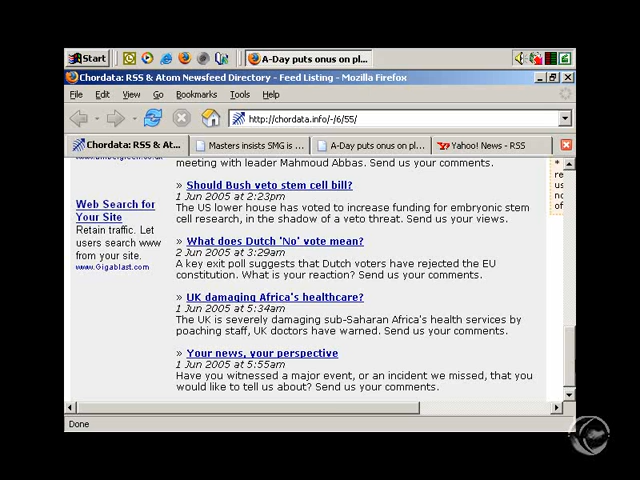 Start
A-Day puts onus on pl...
Chordata: RSS & Atom Newsfeed Directory - Feed Listing - Mozilla Firefox
File Edit View Go Bookmarks Tools Help
http://chordata.info/-/6/55/
Chordata: RSS & At...
Masters insists SMG is ...
A-Day puts onus on pl...
Yahoo! News - RSS
meeting with leader Mahmoud Abbas. Send us your comments.
» Should Bush veto stem cell bill?
1 Jun 2005 at 2:23pm
The US lower house has voted to increase funding for embryonic stem
cell research, in the shadow of a veto threat. Send us your views.
» What does Dutch 'No' vote mean?
2 Jun 2005 at 3:29am
A key exit poll suggests that Dutch voters have rejected the EU
constitution. What is your reaction? Send us your comments.
» UK damaging Africa's healthcare?
1 Jun 2005 at 5:34am
The UK is severely damaging sub-Saharan Africa's health services by
poaching staff, UK doctors have warned. Send us your comments.
» Your news, your perspective
1 Jun 2005 at 5:55am
Have you witnessed a major event, or an incident we missed, that you
would like to tell us about? Send us your comments.
Web Search for
Your Site
Retain traffic. Let
users search www
from your site.
www.Gigablast.com
*
re
us
no
of
Done